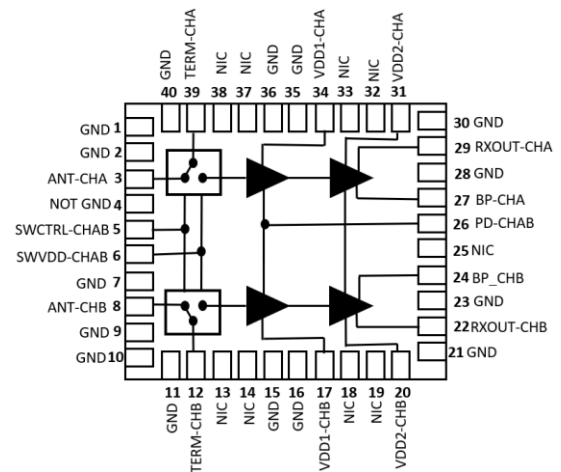 GND
TERM-CHA
NIC
NIC
GND
GND
VDD1-CHA
NIC
NIC
VDD2-CHA
40 39 38 37 36 35 34 33 32 31
GND 1
GND 2
ANT-CHA 3
NOT GND 4
SWCTRL-CHAB 5
SWVDD-CHAB 6
GND 7
ANT-CHB 8
GND 9
GND 10
30 GND
29 RXOUT-CHA
28 GND
27 BP-CHA
26 PD-CHAB
25 NIC
24 BP_CHB
23 GND
22 RXOUT-CHB
21 GND
11 12 13 14 15 16 17 18 19 20
GND
TERM-CHB
NIC
NIC
GND
GND
VDD1-CHB
NIC
NIC
VDD2-CHB